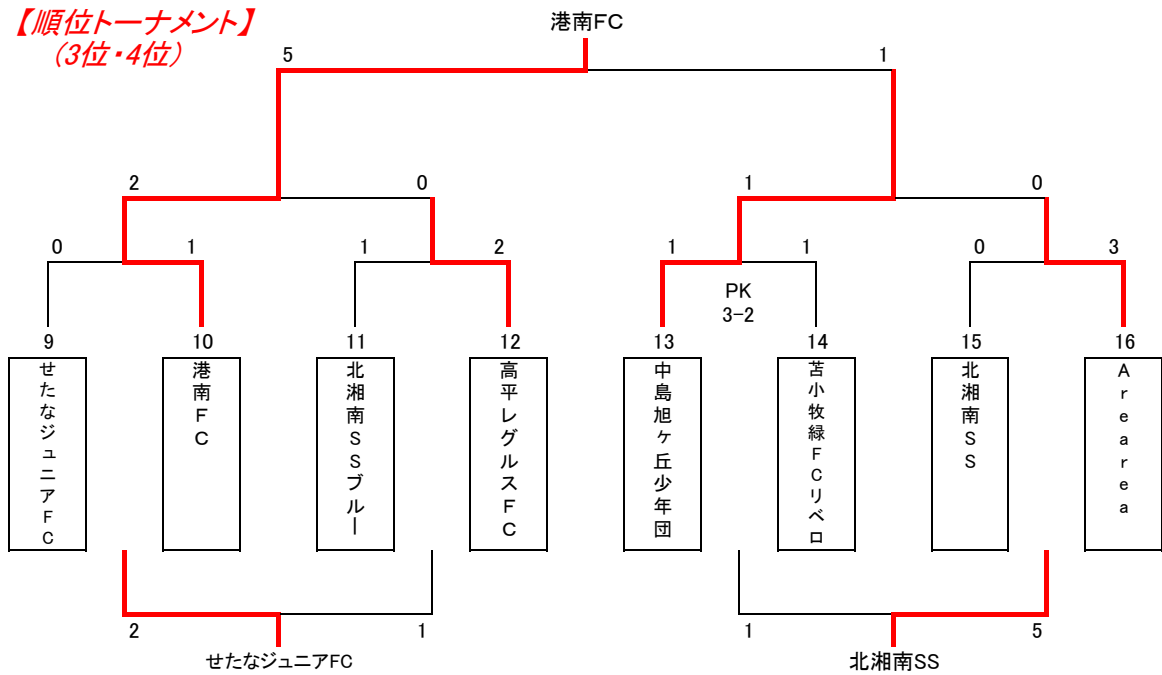 【順位トーナメント】
(3位・4位)
港南FC
5
1
2
0
1
0
0
1
1
2
1
1
0
3
PK
3-2
9
10
11
12
13
14
15
16
せたなジュニアFC
港南FC
北湘南SSブルー
高平レグルスFC
中島旭ヶ丘少年団
苫小牧緑FCリベロ
北湘南SS
Arearea
2
1
1
5
せたなジュニアFC
北湘南SS